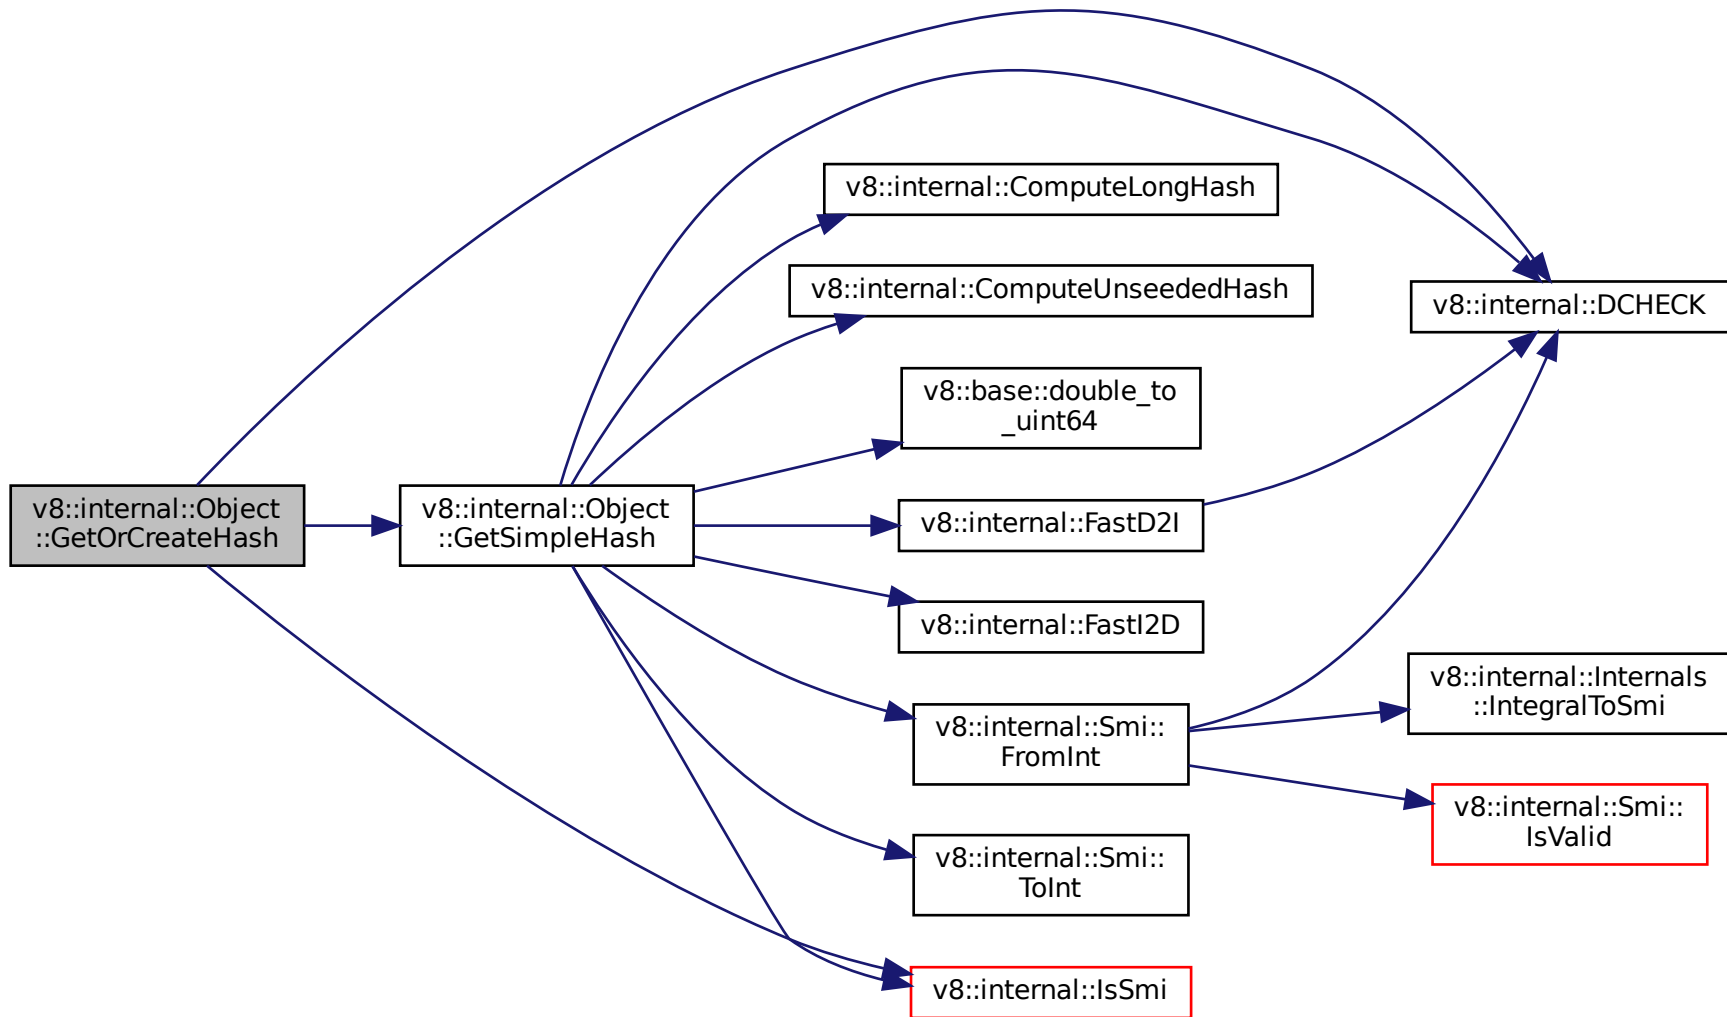 v8::internal::Object
::GetOrCreateHash
v8::internal::Object
::GetSimpleHash
v8::internal::ComputeLongHash
v8::internal::ComputeUnseededHash
v8::base::double_to
_uint64
v8::internal::FastD2I
v8::internal::FastI2D
v8::internal::Smi::
FromInt
v8::internal::Smi::
ToInt
v8::internal::IsSmi
v8::internal::DCHECK
v8::internal::Internals
::IntegralToSmi
v8::internal::Smi::
IsValid